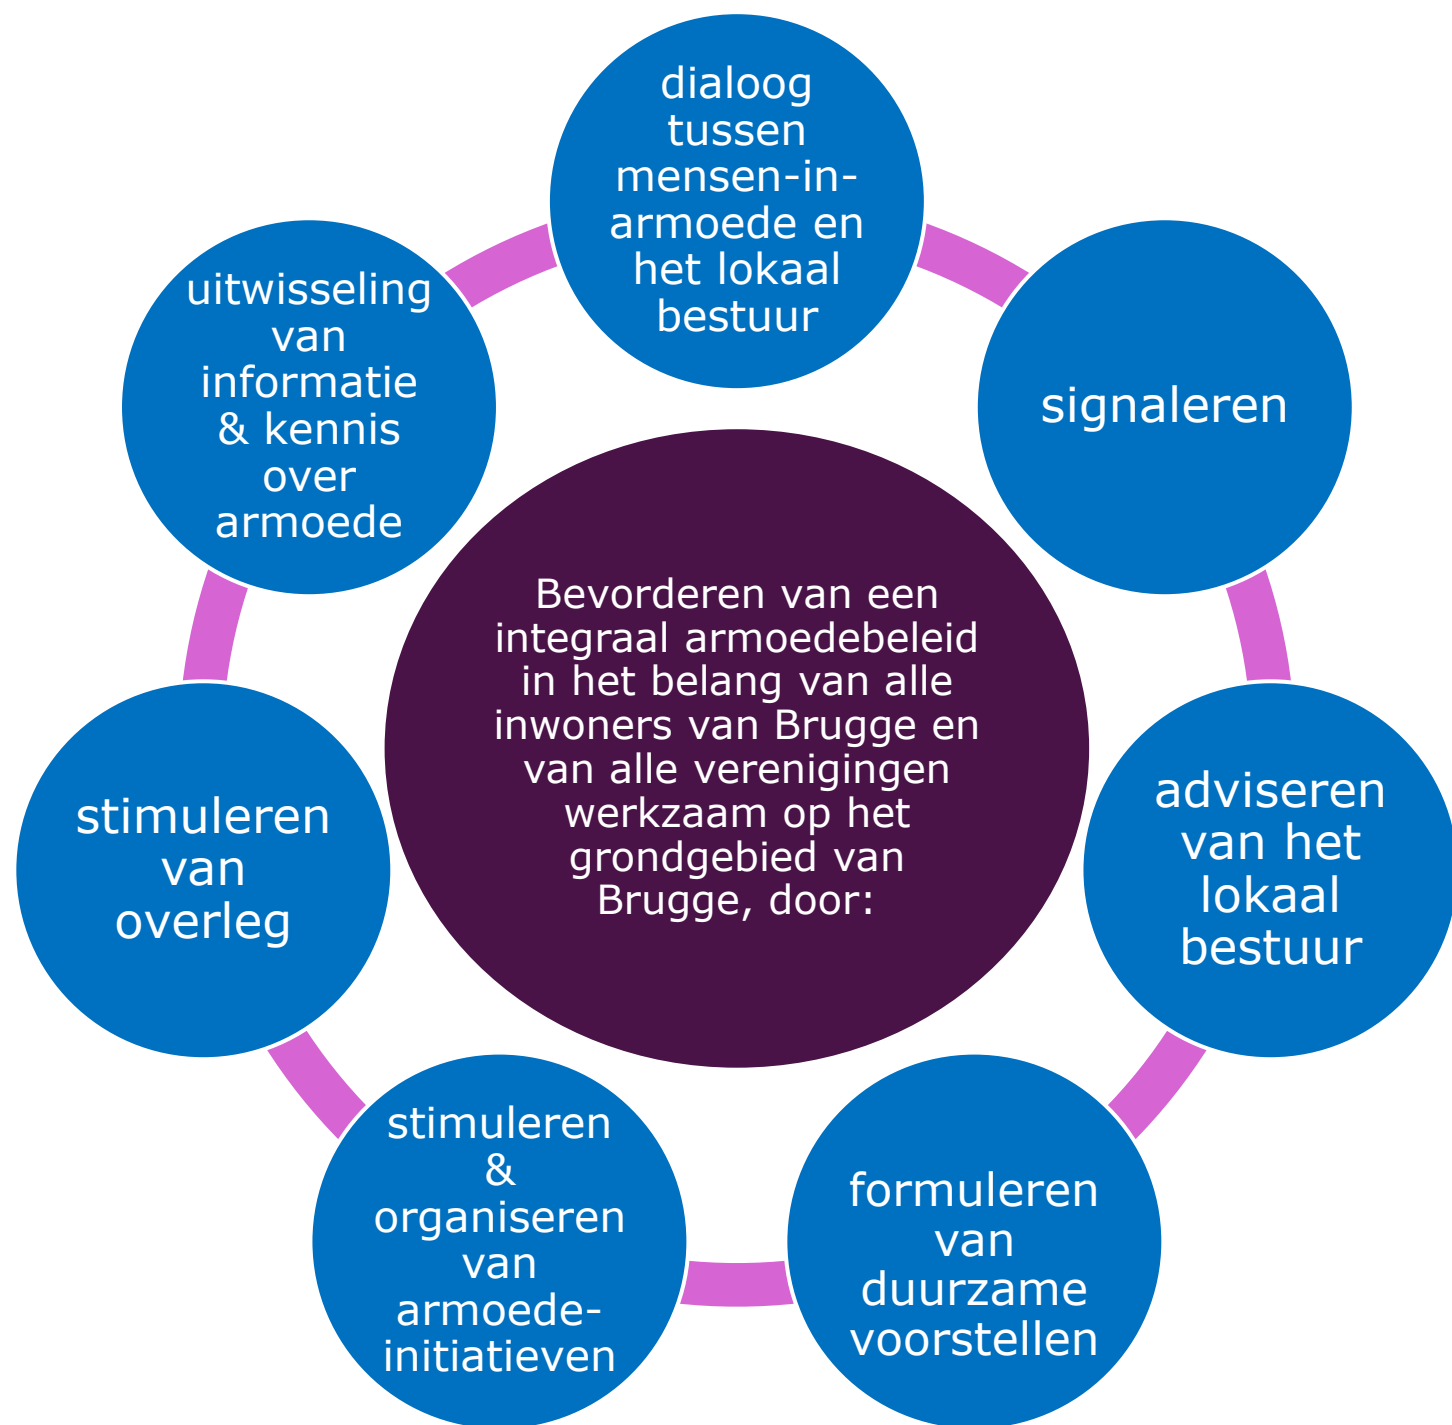 dialoog
tussen
mensen-in-
armoede en
het lokaal
bestuur
signaleren
adviseren
van het
lokaal
bestuur
formuleren
van
duurzame
voorstellen
stimuleren
&
organiseren
van
armoede-
initiatieven
stimuleren
van
overleg
uitwisseling
van
informatie
& kennis
over
armoede
Bevorderen van een
integraal armoedebeleid
in het belang van alle
inwoners van Brugge en
van alle verenigingen
werkzaam op het
grondgebied van
Brugge, door: